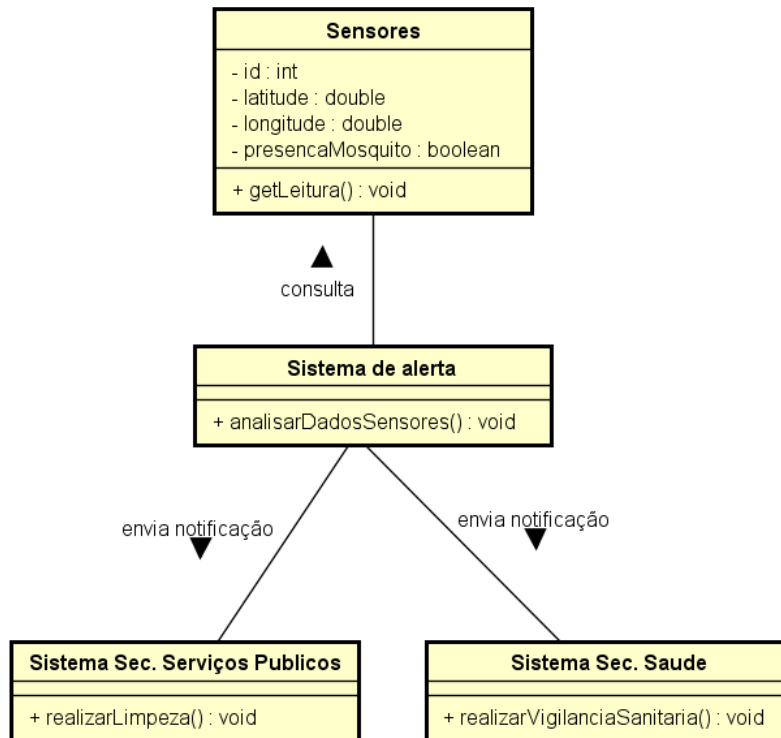 Sensores
- id : int
- latitude : double
- longitude : double
- presencaMosquito : boolean
+ getLeitura() : void
consulta
Sistema de alerta
+ analisarDadosSensores() : void
envia notificação
envia notificação
Sistema Sec. Serviços Publicos
+ realizarLimpeza() : void
Sistema Sec. Saude
+ realizarVigilanciaSanitaria() : void